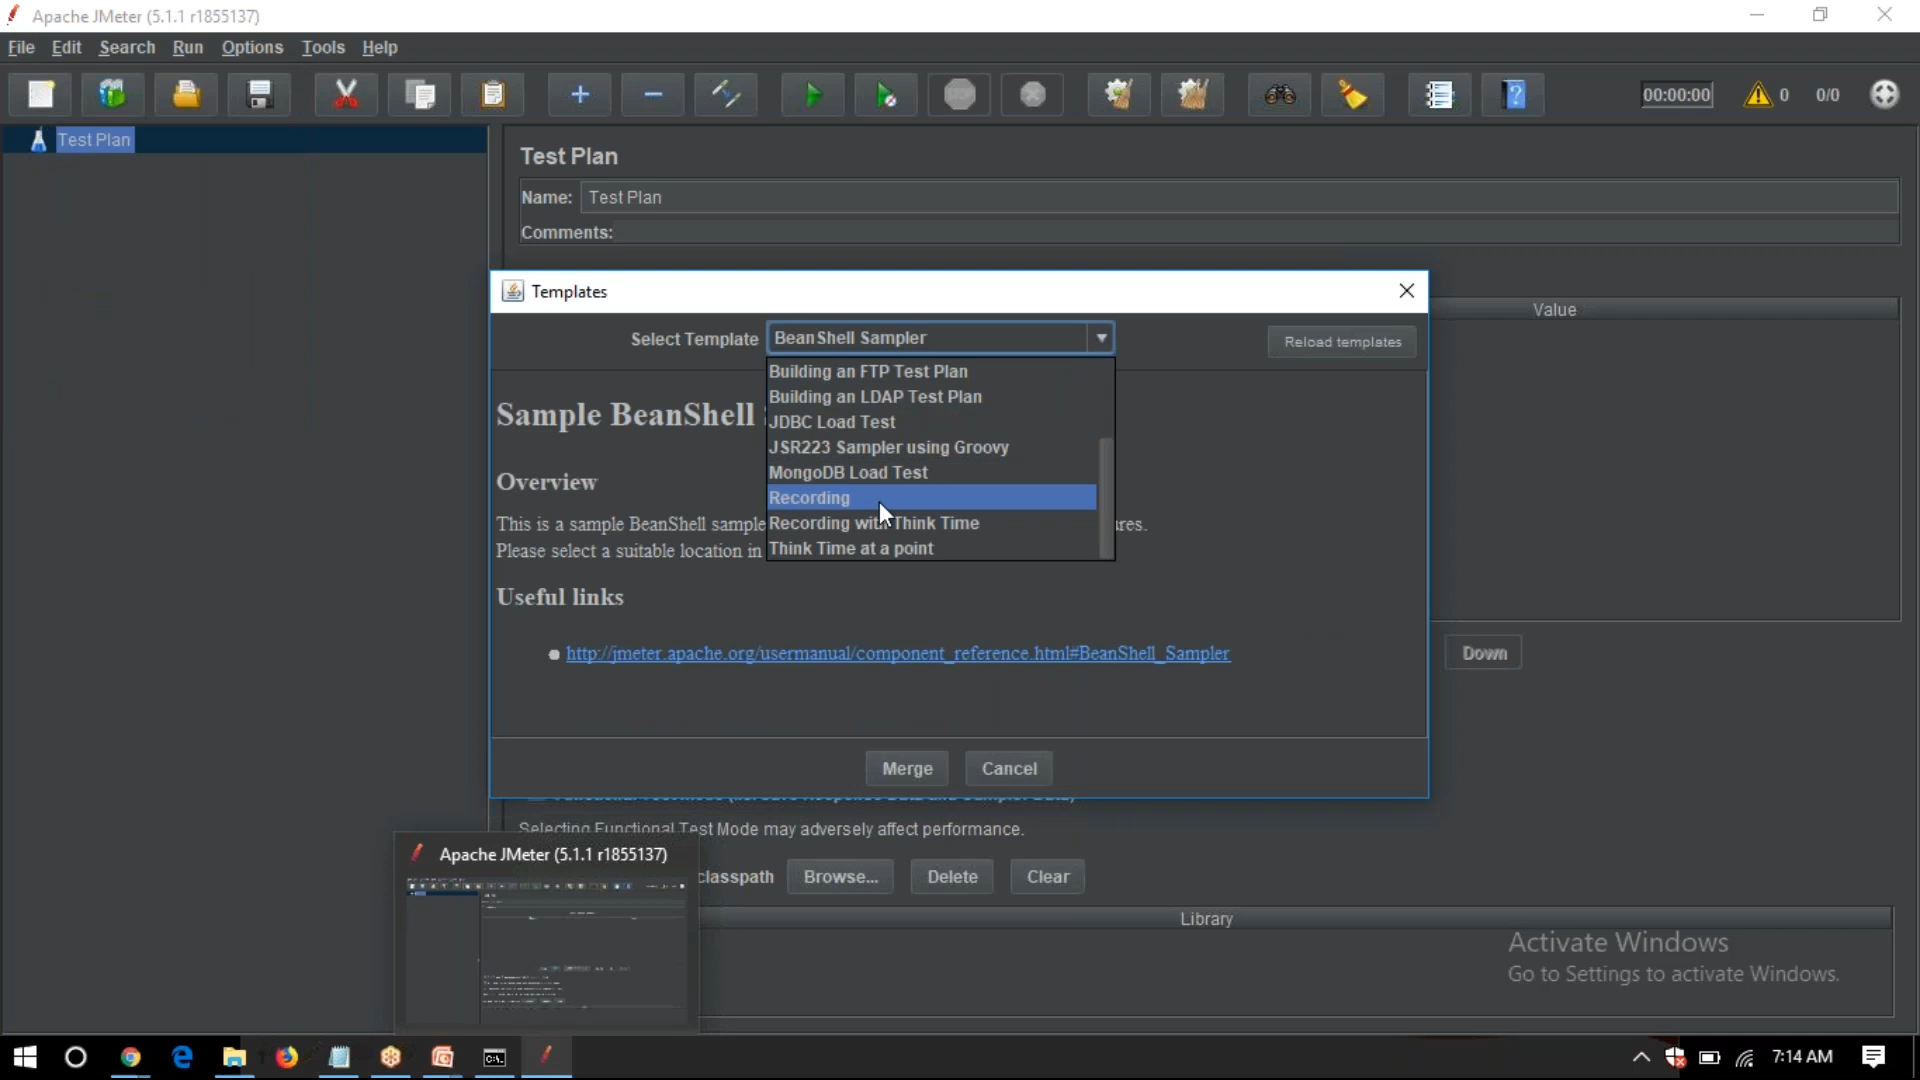 Apache JMeter (5.1.1 r1855137)
File Edit Search Run Options Tools Help
00:00:00 0 0/0
Test Plan
Test Plan
Name: Test Plan
Comments:
Value
Templates
Select Template BeanShell Sampler Reload templates
Building an FTP Test Plan
Building an LDAP Test Plan
JDBC Load Test
JSR223 Sampler using Groovy
MongoDB Load Test
Recording
Recording with Think Time
Think Time at a point
Sample BeanShell
Overview
This is a sample BeanShell sample
Please select a suitable location in
Useful links
http://jmeter.apache.org/usermanual/component_reference.html#BeanShell_Sampler
Down
Merge Cancel
Selecting Functional Test Mode may adversely affect performance.
Apache JMeter (5.1.1 r1855137)
classpath Browse... Delete Clear
Library
Activate Windows
Go to Settings to activate Windows.
7:14 AM